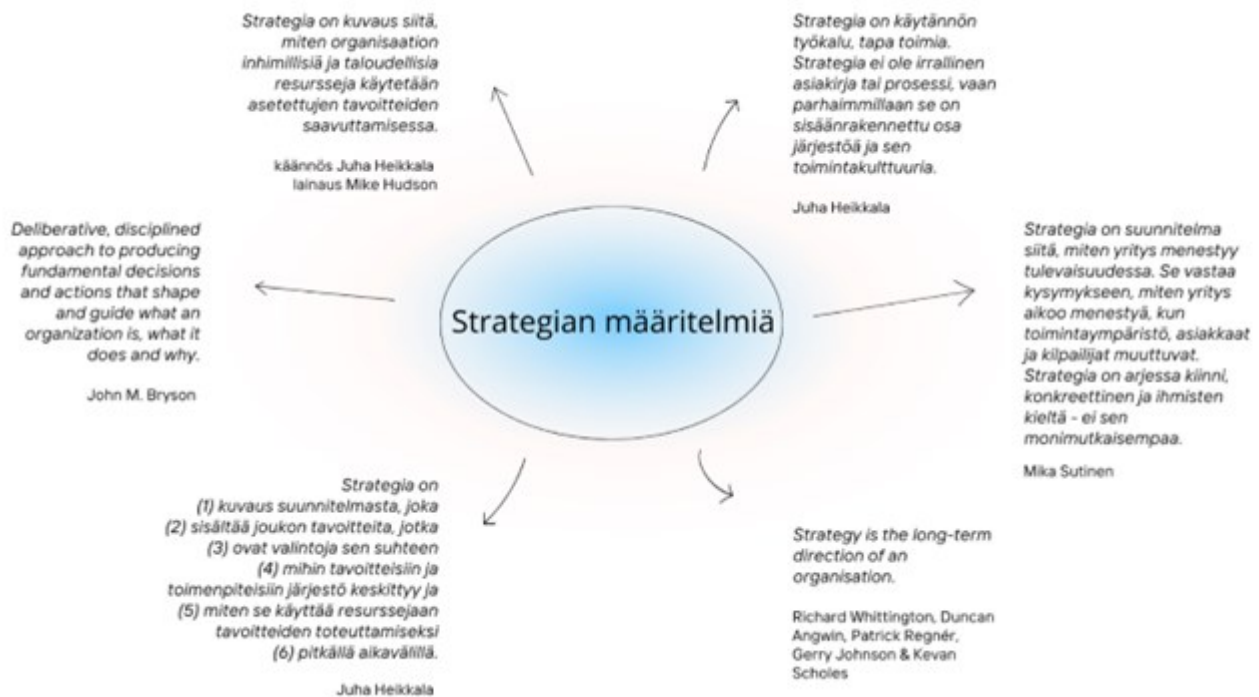 Strategia on kuvaus siitä,
miten organisaation
inhimillisiä ja taloudellisia
resursseja käytetään
asetettujen tavoitteiden
saavuttamisessa.
käännös Juha Heikkala
lainaus Mike Hudson
Strategia on käytännön
työkalu, tapa toimia.
Strategia ei ole irrallinen
asiakirja tai prosessi, vaan
parhaimmillaan se on
sisäänrakennettu osa
järjestöä ja sen
toimintakulttuuria.
Juha Heikkala
Deliberative, disciplined
approach to producing
fundamental decisions
and actions that shape
and guide what an
organization is, what it
does and why.
John M. Bryson
Strategian määritelmiä
Strategia on suunnitelma
siitä, miten yritys menestyy
tulevaisuudessa. Se vastaa
kysymykseen, miten yritys
aikoo menestyä, kun
toimintaympäristö, asiakkaat
ja kilpailijat muuttuvat.
Strategia on arjessa kiinni,
konkreettinen ja ihmisten
kieltä - ei sen
monimutkaisempaa.
Mika Sutinen
Strategia on
(1) kuvaus suunnitelmasta, joka
(2) sisältää joukon tavoitteita, jotka
(3) ovat valintoja sen suhteen
(4) mihin tavoitteisiin ja
toimenpiteisiin järjestö keskittyy ja
(5) miten se käyttää resurssejaan
tavoitteiden toteuttamiseksi
(6) pitkällä aikavälillä.
Juha Heikkala
Strategy is the long-term
direction of an
organisation.
Richard Whittington, Duncan
Angwin, Patrick Regnér,
Gerry Johnson & Kevan
Scholes